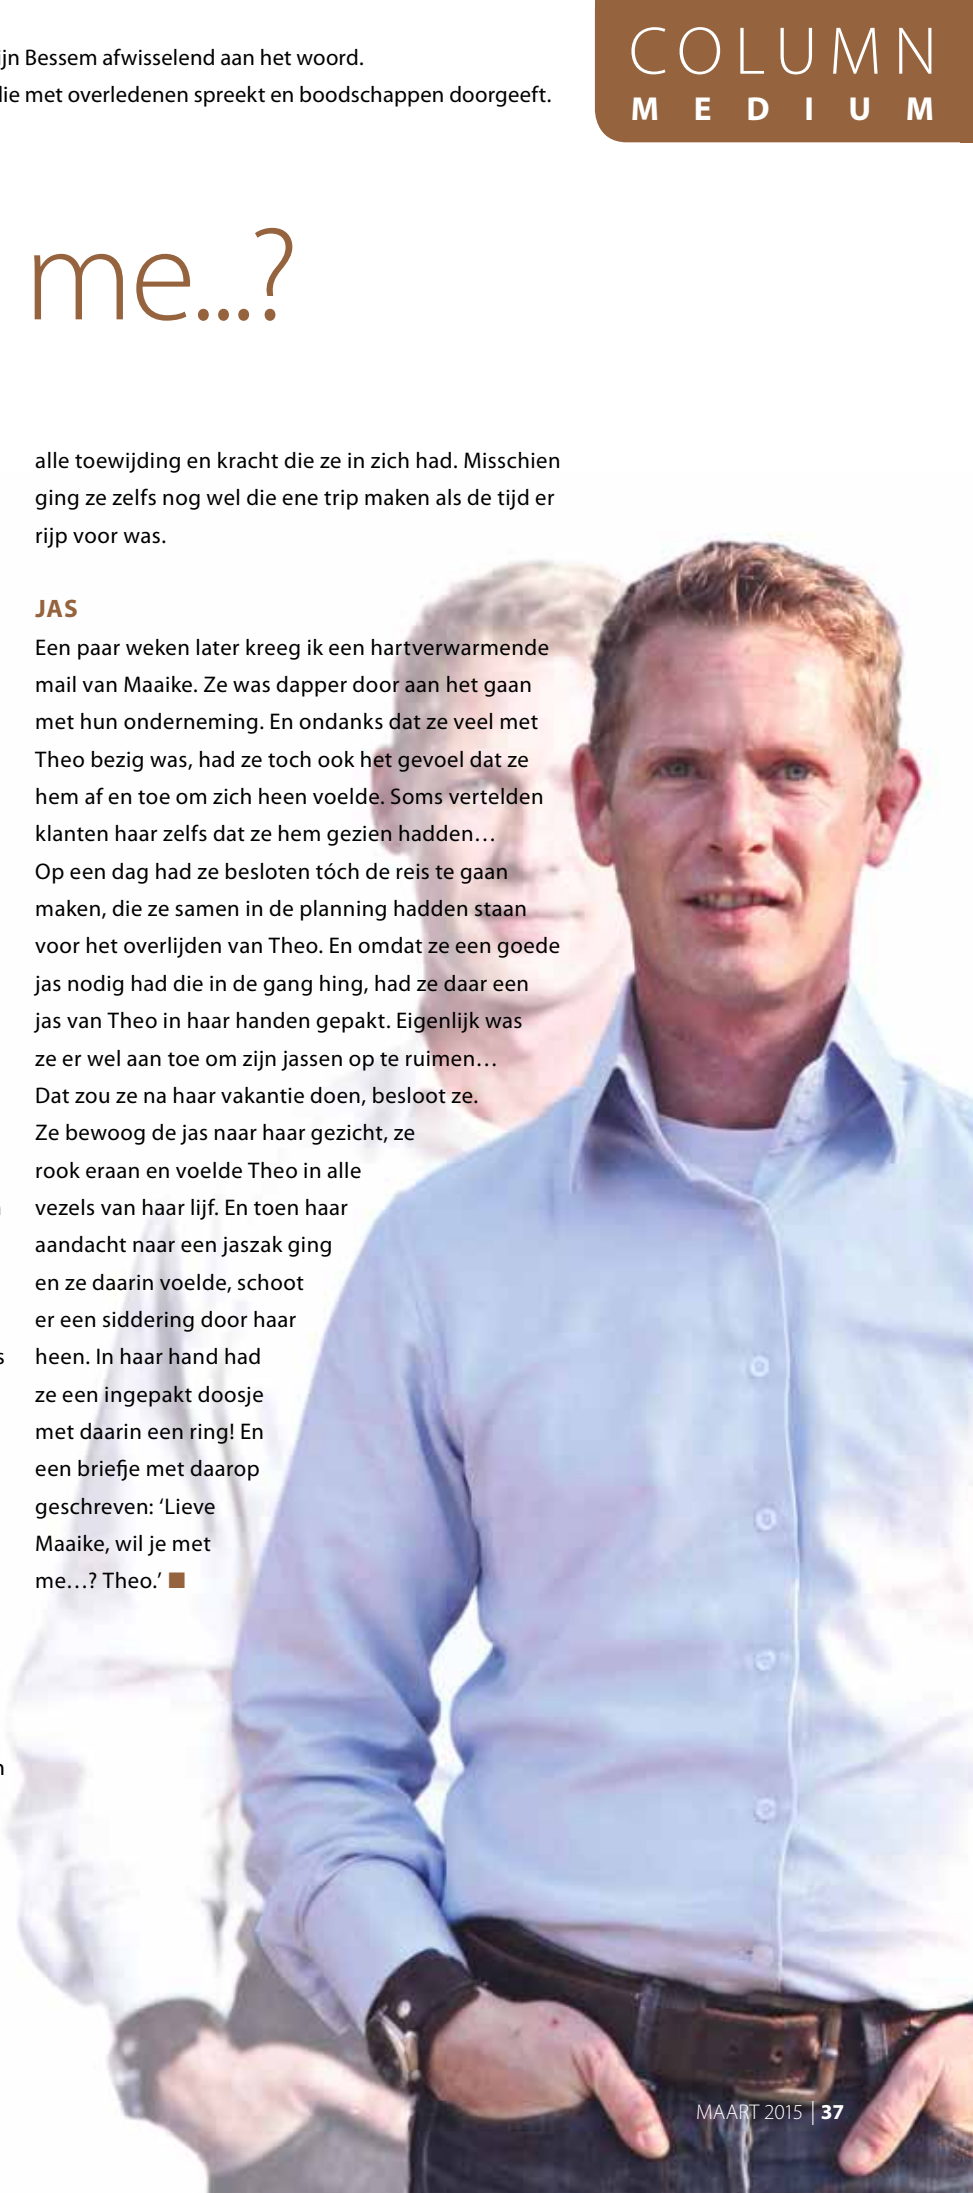 ijn Bessem afwisselend aan het woord.
die met overledenen spreekt en boodschappen doorgeeft.
COLUMN
MEDIUM
me...?
alle toewijding en kracht die ze in zich had. Misschien
ging ze zelfs nog wel die ene trip maken als de tijd er
rijp voor was.
JAS
Een paar weken later kreeg ik een hartverwarmende
mail van Maaike. Ze was dapper door aan het gaan
met hun onderneming. En ondanks dat ze veel met
Theo bezig was, had ze toch ook het gevoel dat ze
hem af en toe om zich heen voelde. Soms vertelden
klanten haar zelfs dat ze hem gezien hadden…
Op een dag had ze besloten tóch de reis te gaan
maken, die ze samen in de planning hadden staan
voor het overlijden van Theo. En omdat ze een goede
jas nodig had die in de gang hing, had ze daar een
jas van Theo in haar handen gepakt. Eigenlijk was
ze er wel aan toe om zijn jassen op te ruimen…
Dat zou ze na haar vakantie doen, besloot ze.
Ze bewoog de jas naar haar gezicht, ze
rook eraan en voelde Theo in alle
vezels van haar lijf. En toen haar
aandacht naar een jaszak ging
en ze daarin voelde, schoot
er een siddering door haar
heen. In haar hand had
ze een ingepakt doosje
met daarin een ring! En
een briefje met daarop
geschreven: ‘Lieve
Maaike, wil je met
me…? Theo.’
MAART 2015 | 37